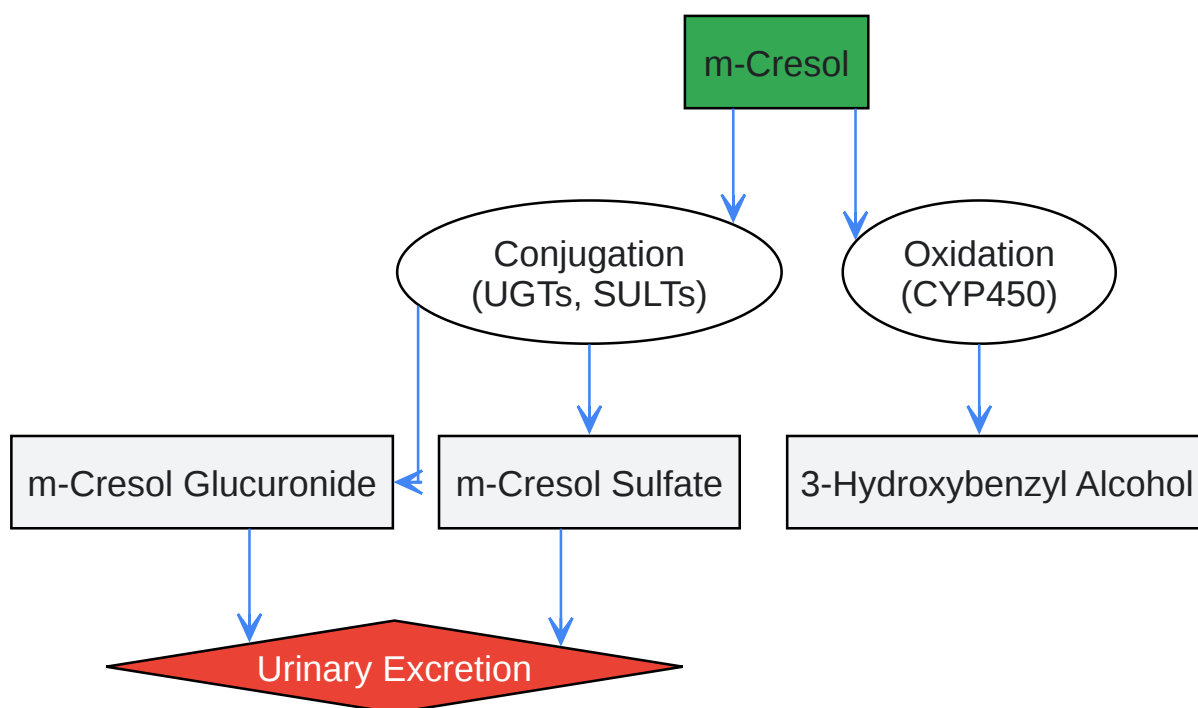 m-Cresol
Conjugation
(UGTs, SULTs)
Oxidation
(CYP450)
m-Cresol Glucuronide
m-Cresol Sulfate
3-Hydroxybenzyl Alcohol
Urinary Excretion